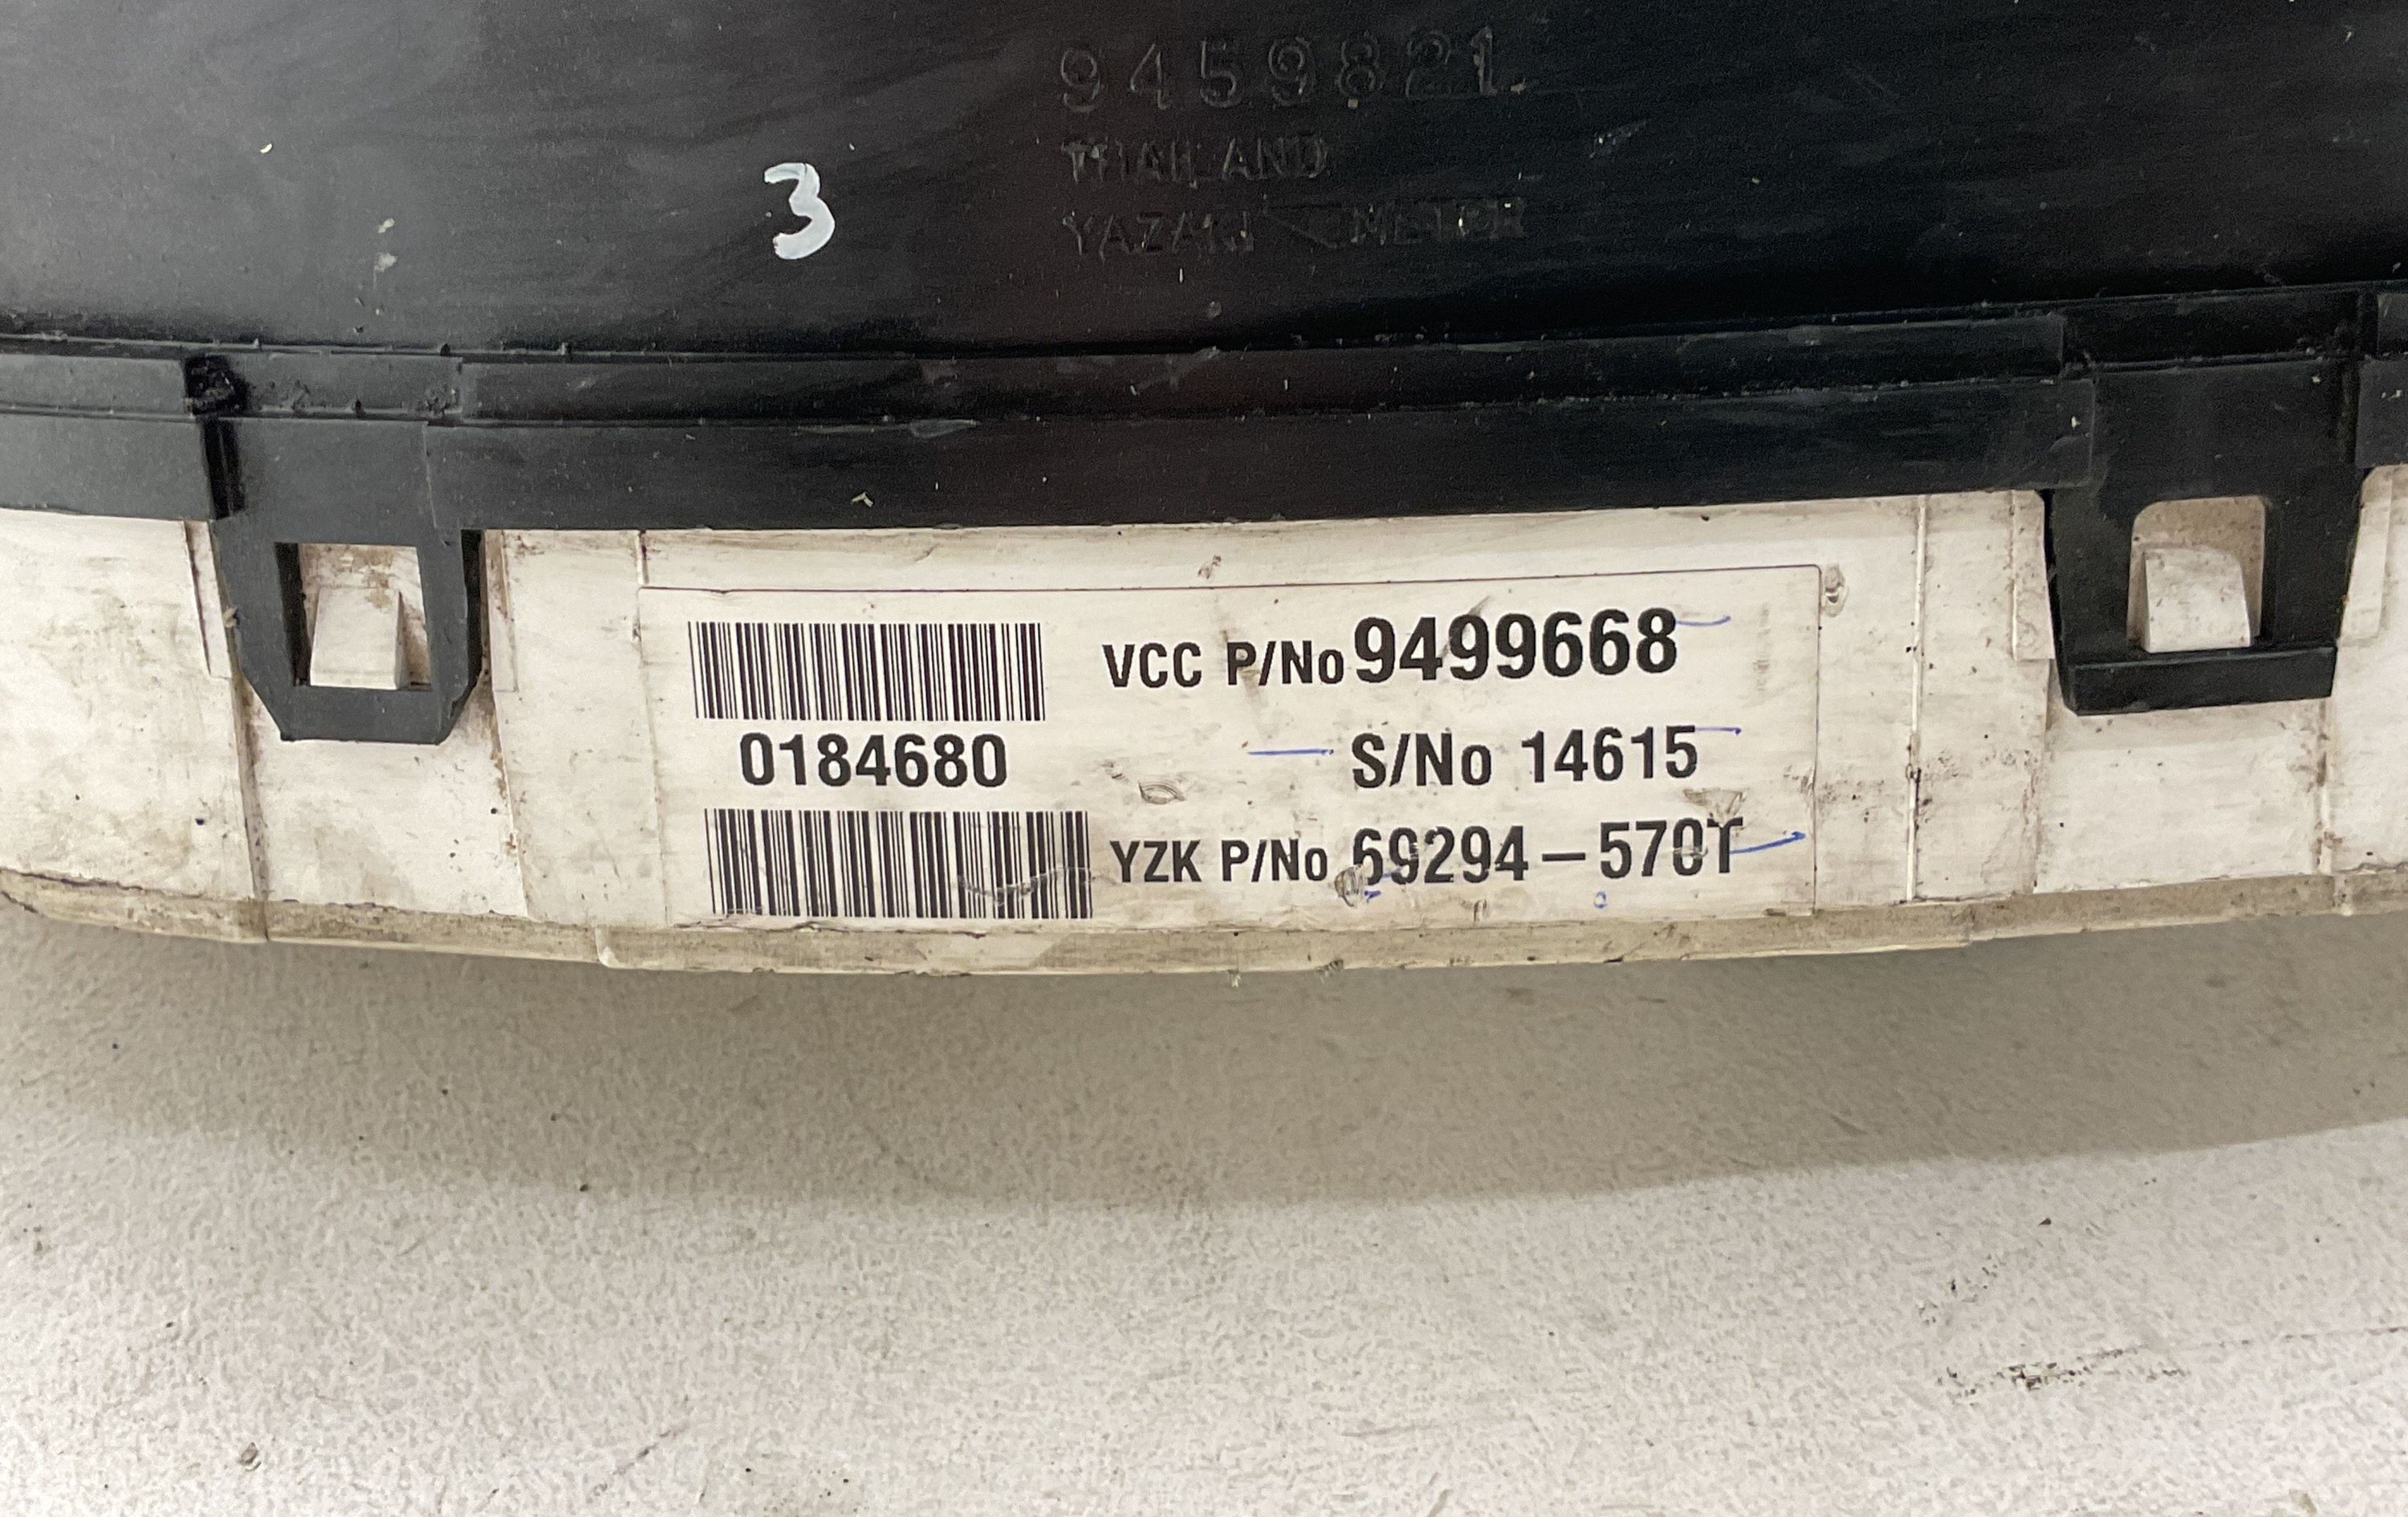 9459821
THAILAND
YAZAKI METER
3
VCC P/No 9499668
0184680
S/No 14615
YZK P/No 69294-570T